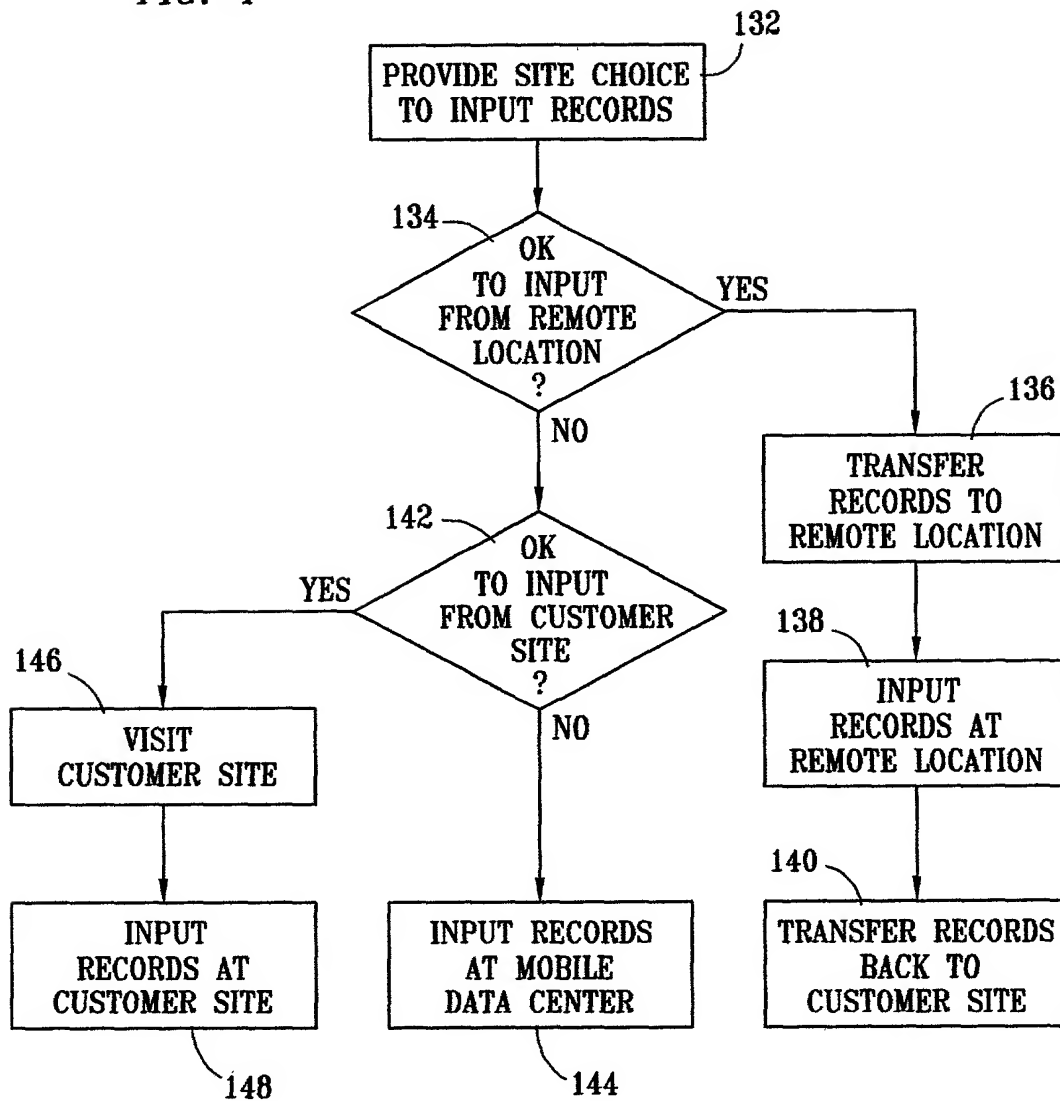 132
PROVIDE SITE CHOICE
TO INPUT RECORDS
134
OK
TO INPUT
FROM REMOTE
LOCATION
?
YES
NO
136
TRANSFER
RECORDS TO
REMOTE LOCATION
142
OK
TO INPUT
FROM CUSTOMER
SITE
?
YES
NO
138
INPUT
RECORDS AT
REMOTE LOCATION
146
VISIT
CUSTOMER SITE
140
TRANSFER RECORDS
BACK TO
CUSTOMER SITE
INPUT
RECORDS AT
CUSTOMER SITE
148
INPUT RECORDS
AT MOBILE
DATA CENTER
144